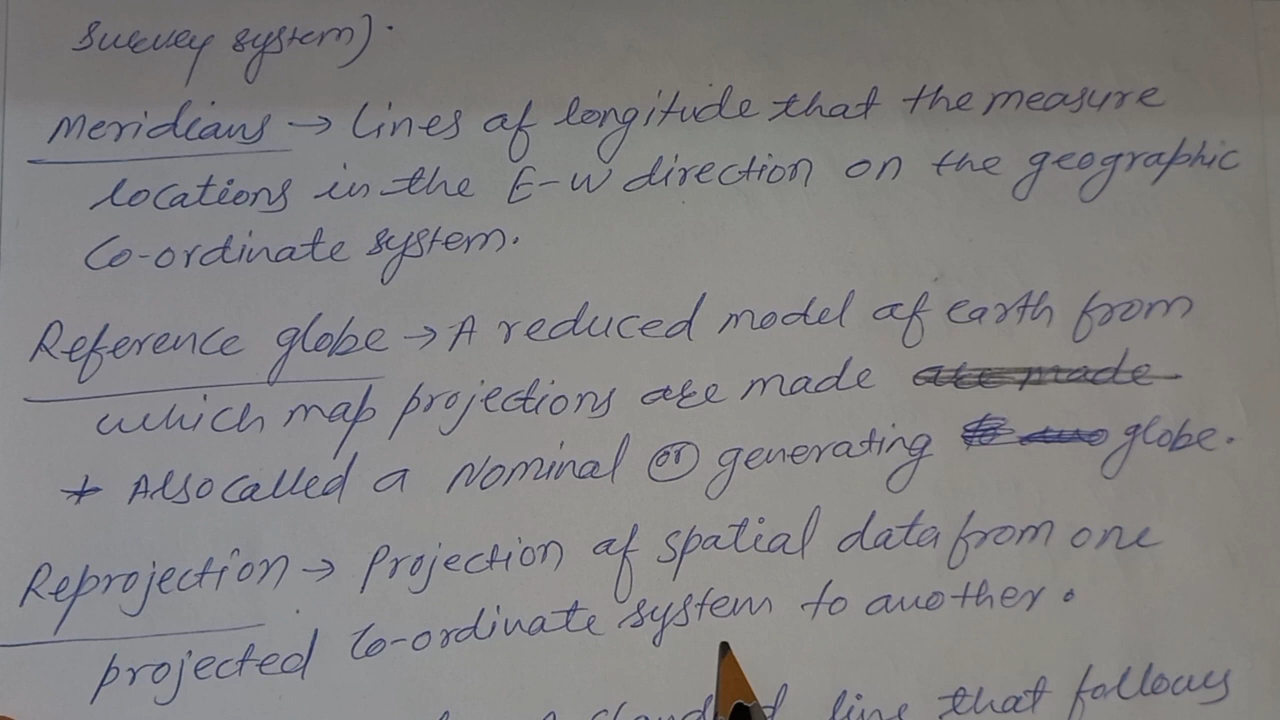 Survey system).
Meridians → Lines of longitude that the measure
locations in the E-W direction on the geographic
Co-ordinate system.
Reference globe → A reduced model of earth from
which map projections are made are made
* Also called a Nominal or generating globe.
Reprojection → Projection of spatial data from one
projected Co-ordinate system to another.
line that follows